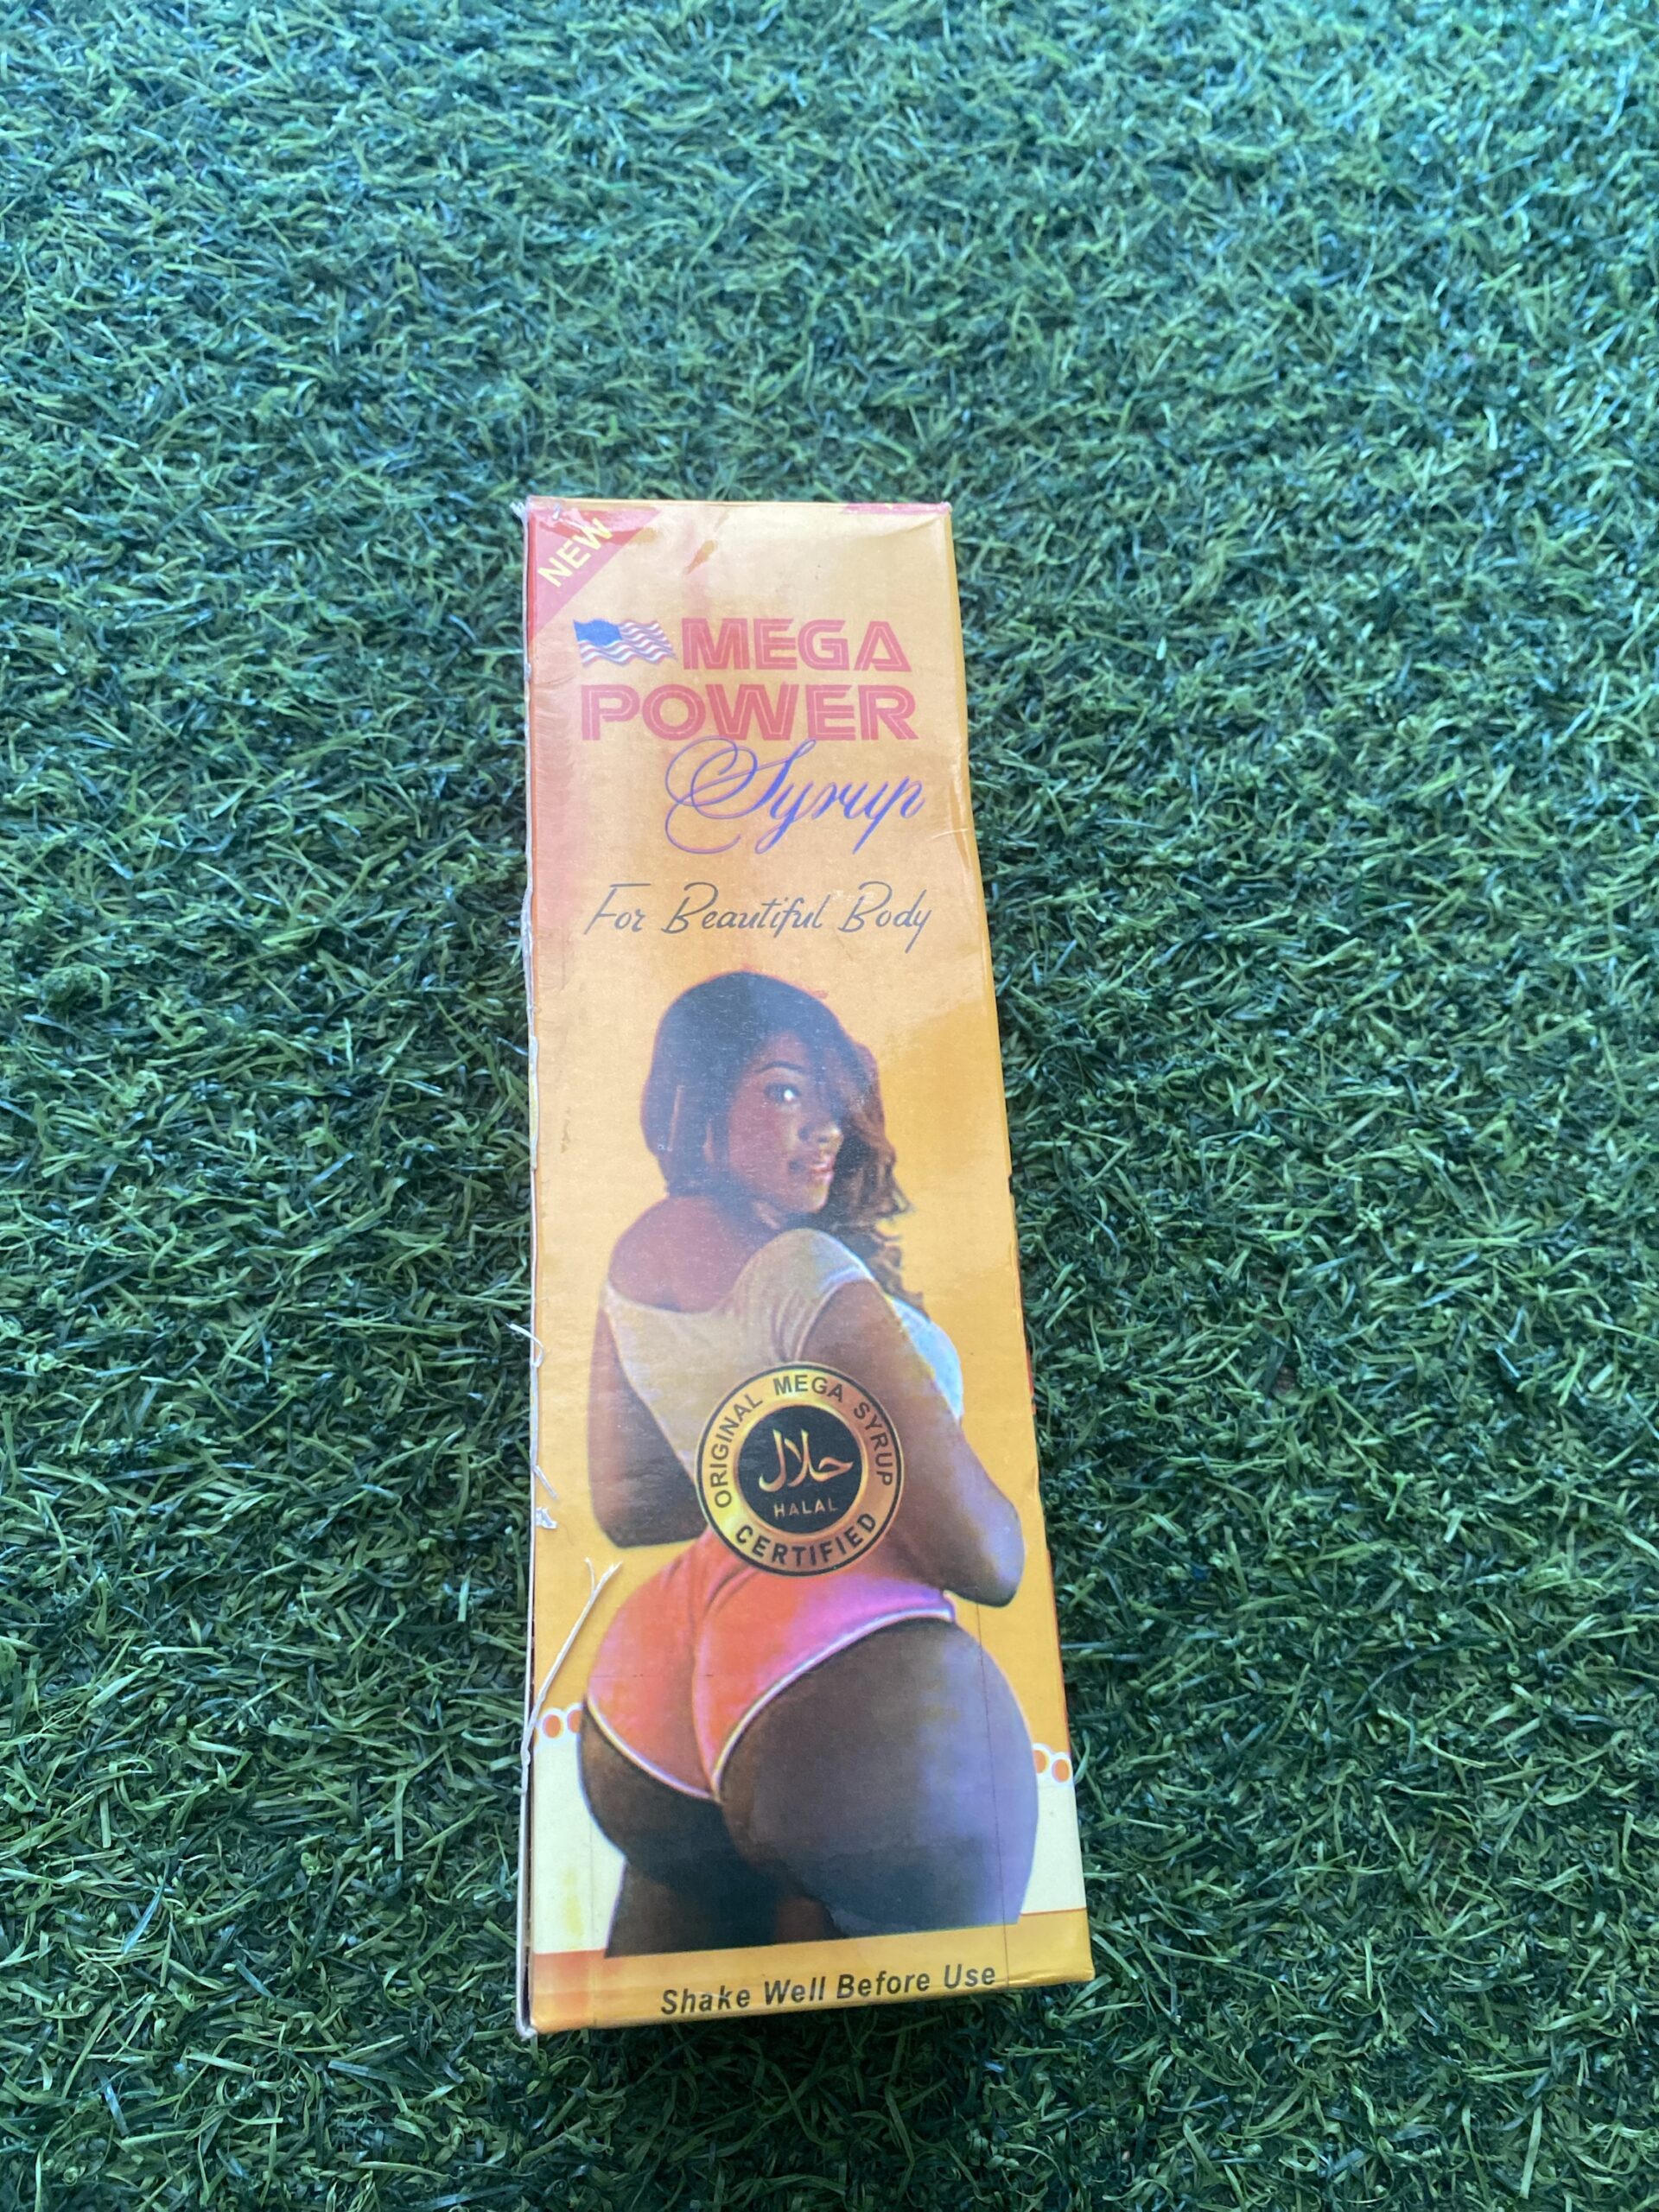 NEW
MEGA
POWER
Syrup
For Beautiful Body
ORIGINAL MEGA SYRUP
حلال
HALAL
CERTIFIED
Shake Well Before Use